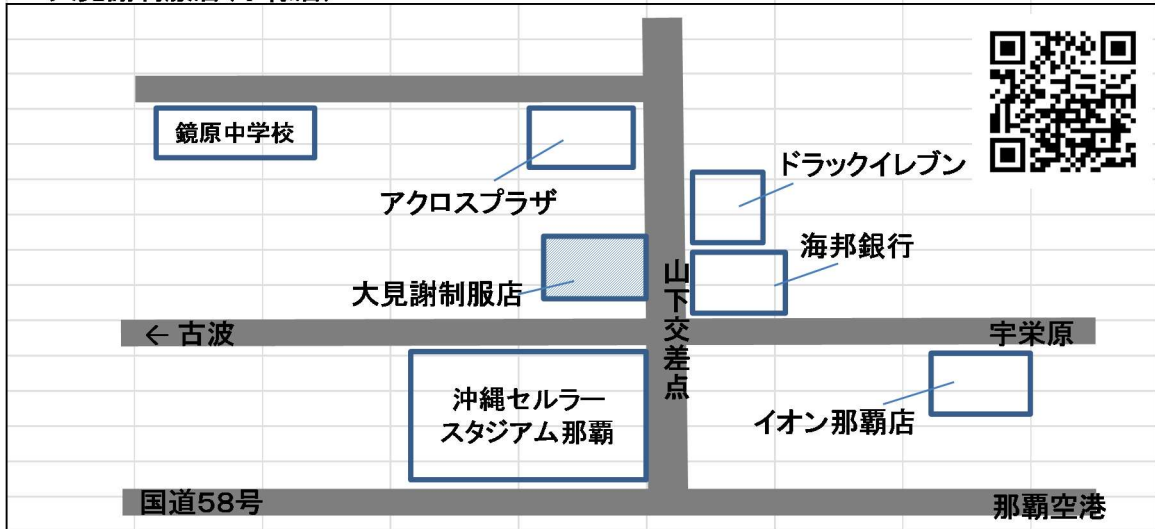 鏡原中学校
アクロスプラザ
ドラックイレブン
海邦銀行
大見謝制服店
山下交差点
← 古波
宇栄原
沖縄セルラー
スタジアム那覇
イオン那覇店
国道58号
那覇空港